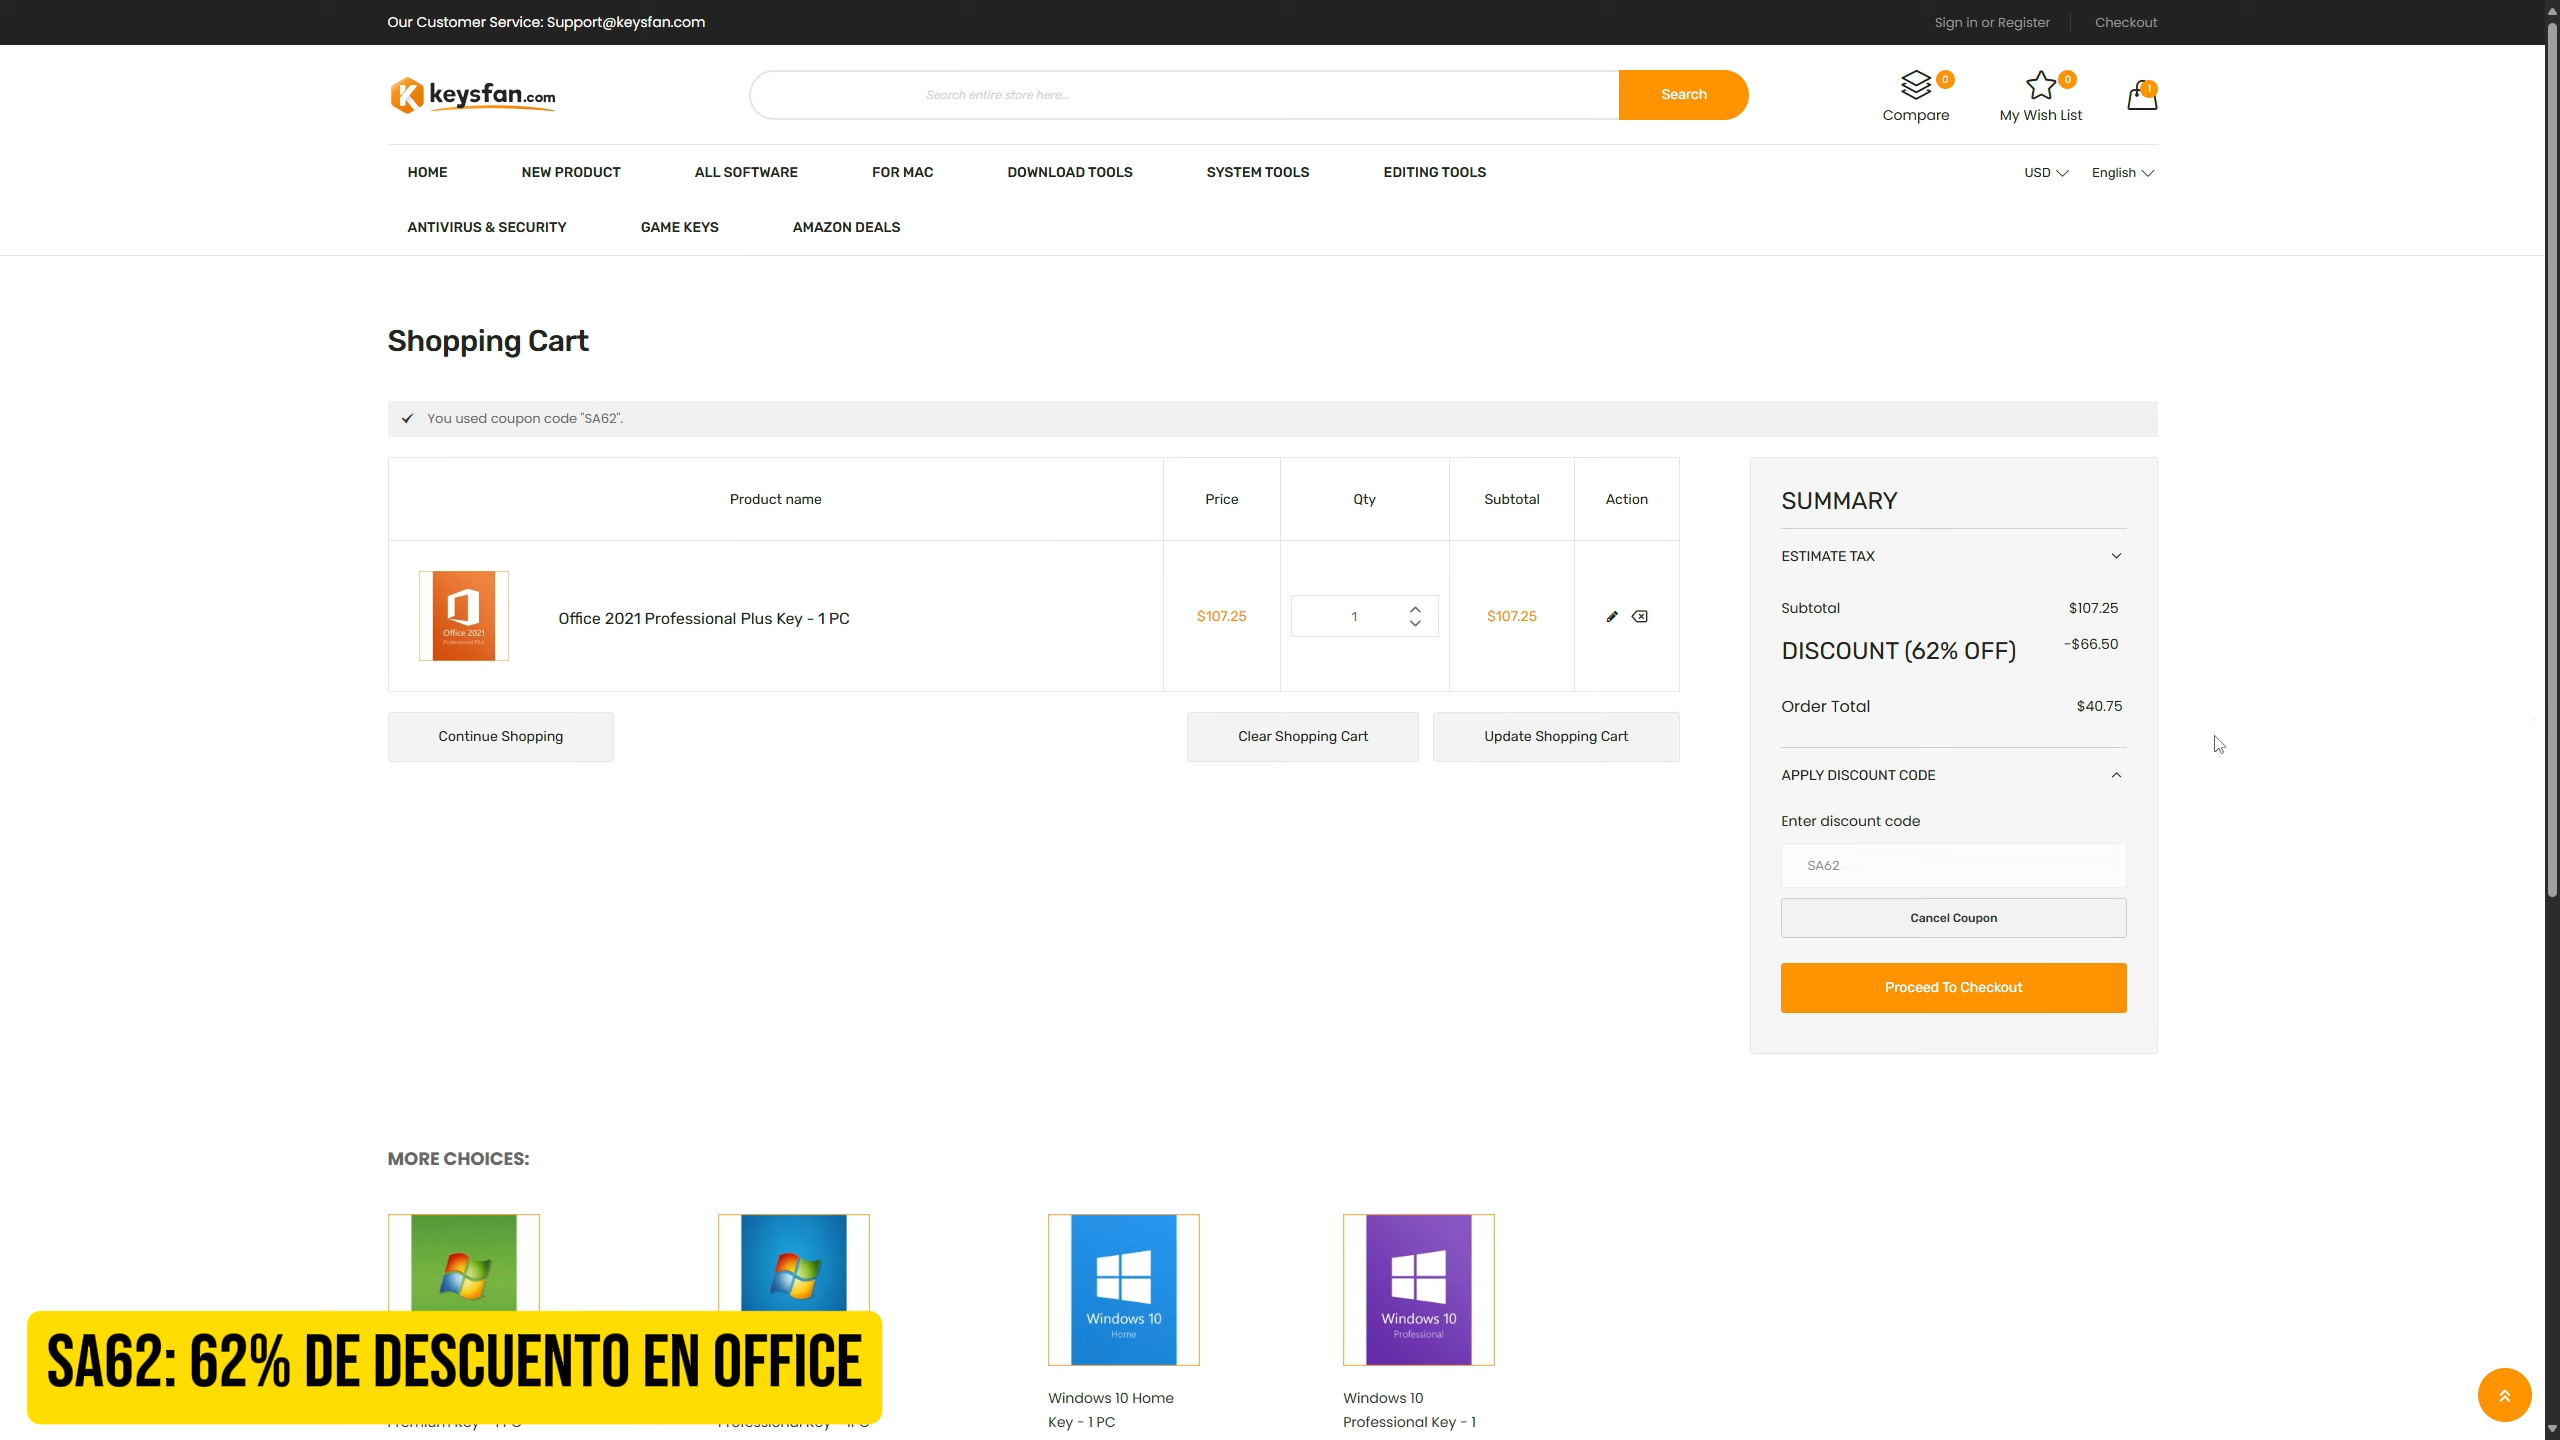 Our Customer Service: Support@keysfan.com
Sign in or Register
Checkout
keysfan.com
Search entire store here...
Search
0
Compare
0
My Wish List
1
HOME
NEW PRODUCT
ALL SOFTWARE
FOR MAC
DOWNLOAD TOOLS
SYSTEM TOOLS
EDITING TOOLS
USD
English
ANTIVIRUS & SECURITY
GAME KEYS
AMAZON DEALS
Shopping Cart
You used coupon code "SA62".
Product name
Price
Qty
Subtotal
Action
Office 2021
Professional Plus
Office 2021 Professional Plus Key - 1 PC
$107.25
1
$107.25
Continue Shopping
Clear Shopping Cart
Update Shopping Cart
SUMMARY
ESTIMATE TAX
Subtotal
$107.25
DISCOUNT (62% OFF)
-$66.50
Order Total
$40.75
APPLY DISCOUNT CODE
Enter discount code
SA62
Cancel Coupon
Proceed To Checkout
MORE CHOICES:
Windows 10
Home
Windows 10
Professional
Windows 10 Home
Key - 1 PC
Windows 10
Professional Key - 1
SA62: 62% DE DESCUENTO EN OFFICE